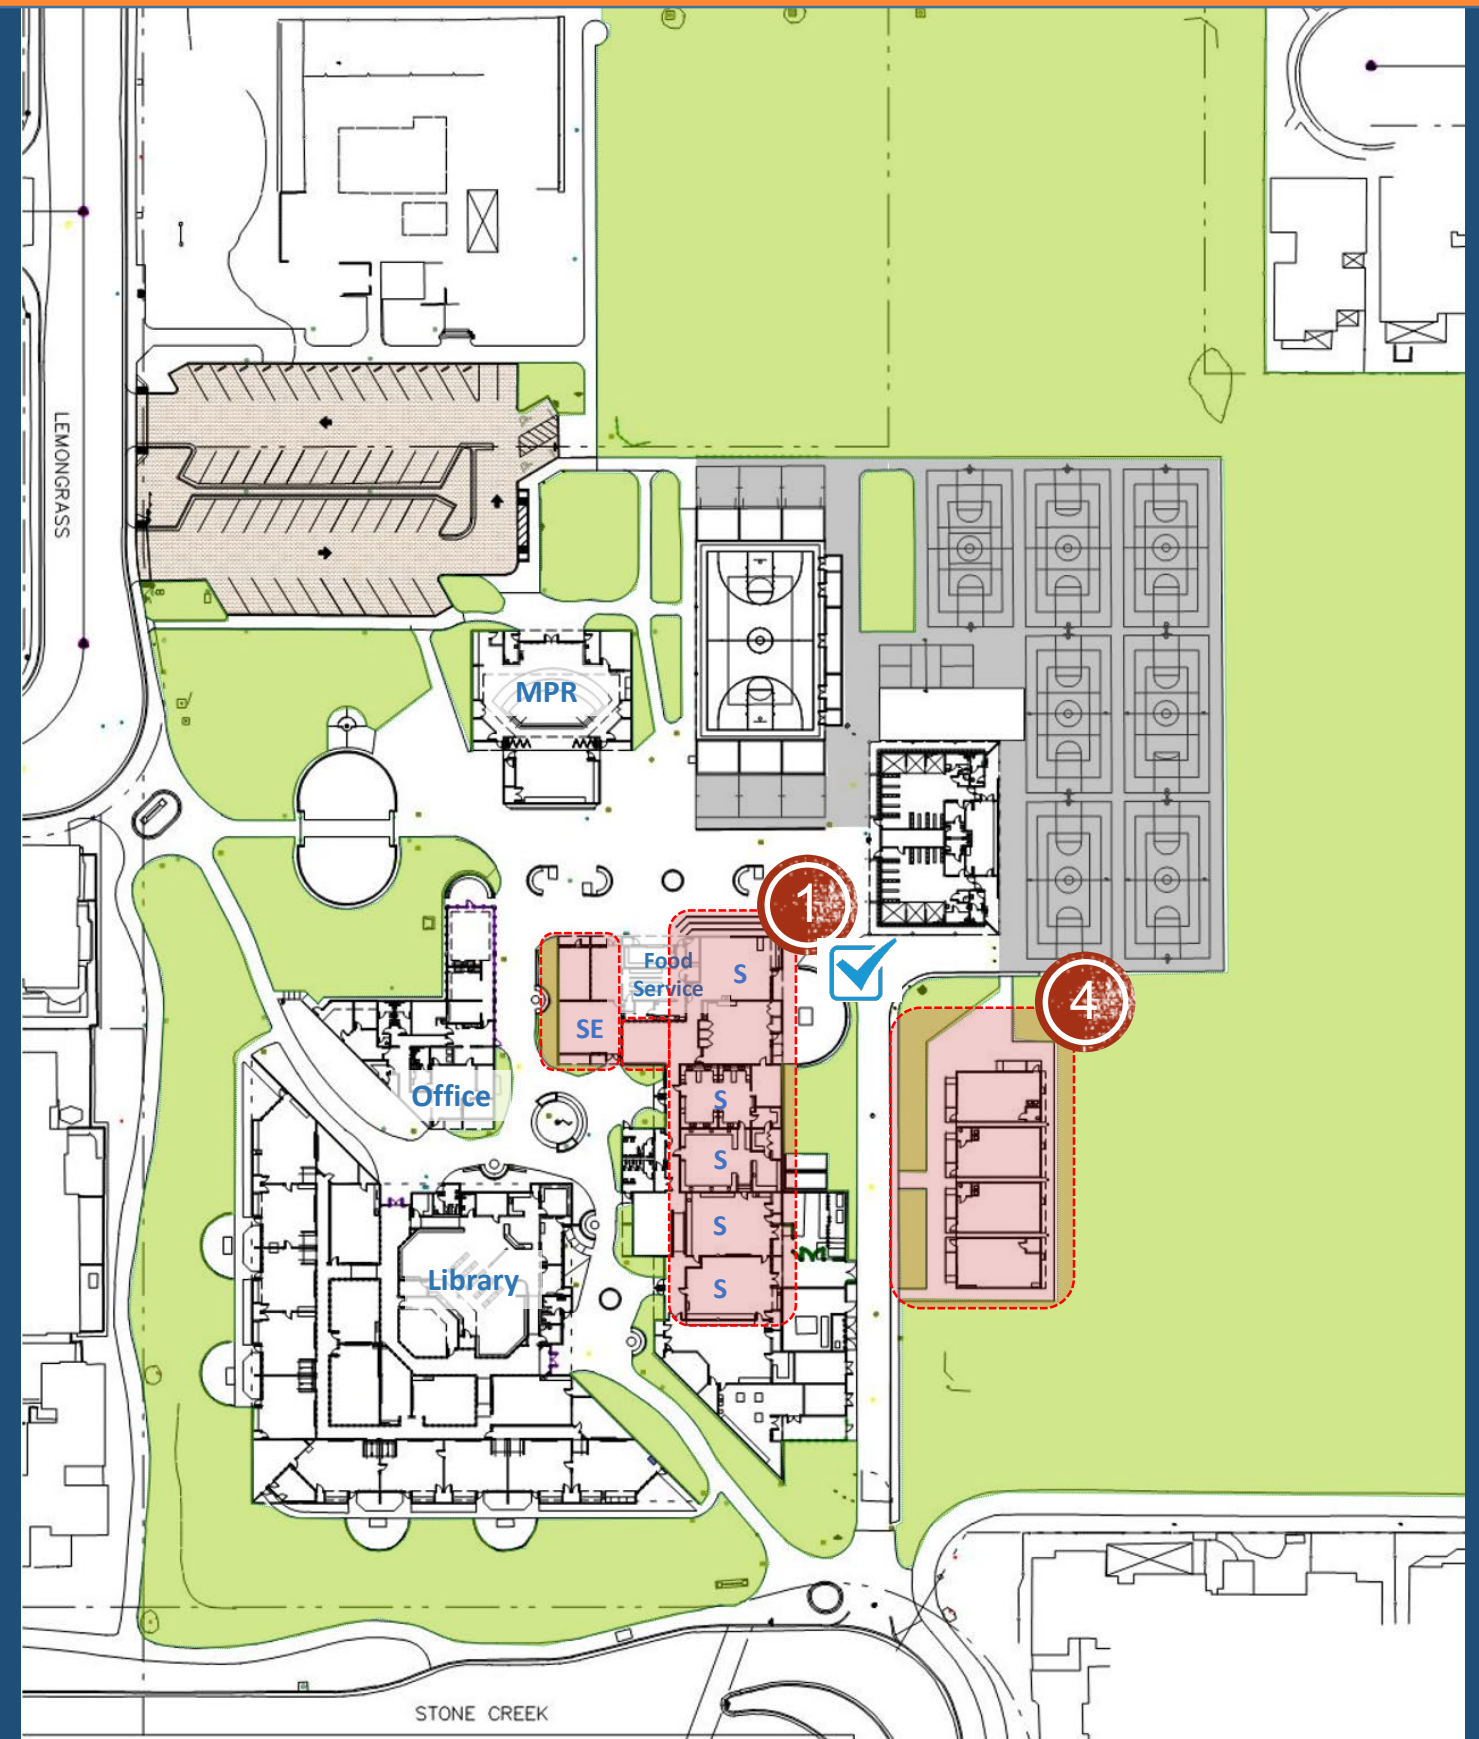 LEMONGRASS
MPR
1
Food
Service
S
SE
4
Office
S
S
S
Library
S
STONE CREEK